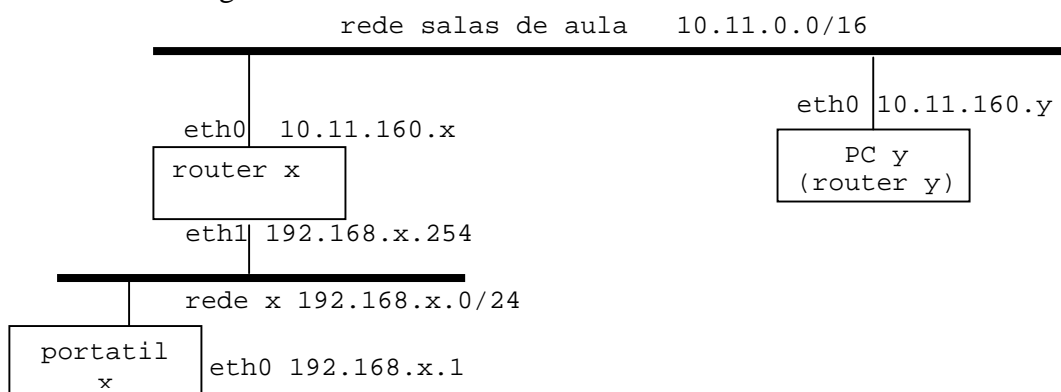 rede salas de aula 10.11.0.0/16
eth0 10.11.160.y
eth0 10.11.160.x
PC y
(router y)
router x
eth1 192.168.x.254
rede x 192.168.x.0/24
portatil
x
eth0 192.168.x.1